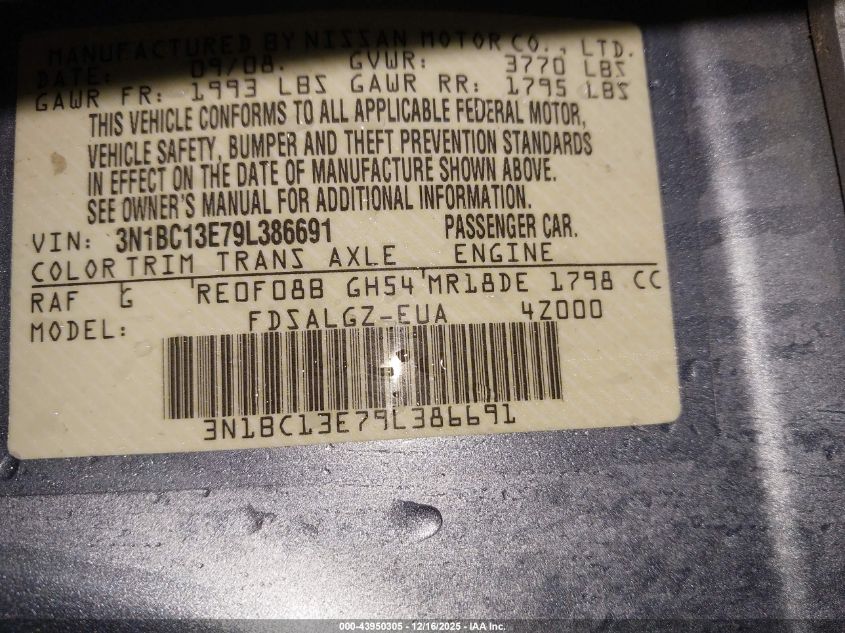 MANUFACTURED BY NISSAN MOTOR CO., LTD.
DATE: 09/08. GVWR: 3770 LBS
GAWR FR: 1993 LBS GAWR RR: 1795 LBS
THIS VEHICLE CONFORMS TO ALL APPLICABLE FEDERAL MOTOR,
VEHICLE SAFETY, BUMPER AND THEFT PREVENTION STANDARDS
IN EFFECT ON THE DATE OF MANUFACTURE SHOWN ABOVE.
SEE OWNER'S MANUAL FOR ADDITIONAL INFORMATION.
VIN: 3N1BC13E79L386691 PASSENGER CAR.
COLOR TRIM TRANS AXLE ENGINE
RAF G RE0F08B GH54 MR18DE 1798 CC
MODEL: FDSALGZ-EUA 4Z000
3N1BC13E79L386691
000-43950305 - 12/16/2025 - IAA Inc.